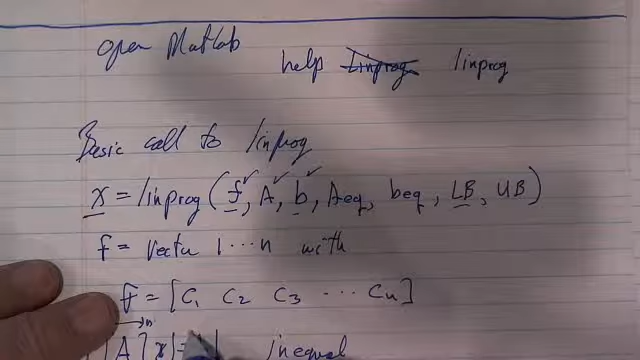 open Matlab
help linprog linprog
Basic call to linprog
x = linprog (f, A, b, Aeq, beq, LB, UB)
f = vector 1 ... n with
f = [C1 C2 C3 ... Cn]
[A][x] inequal